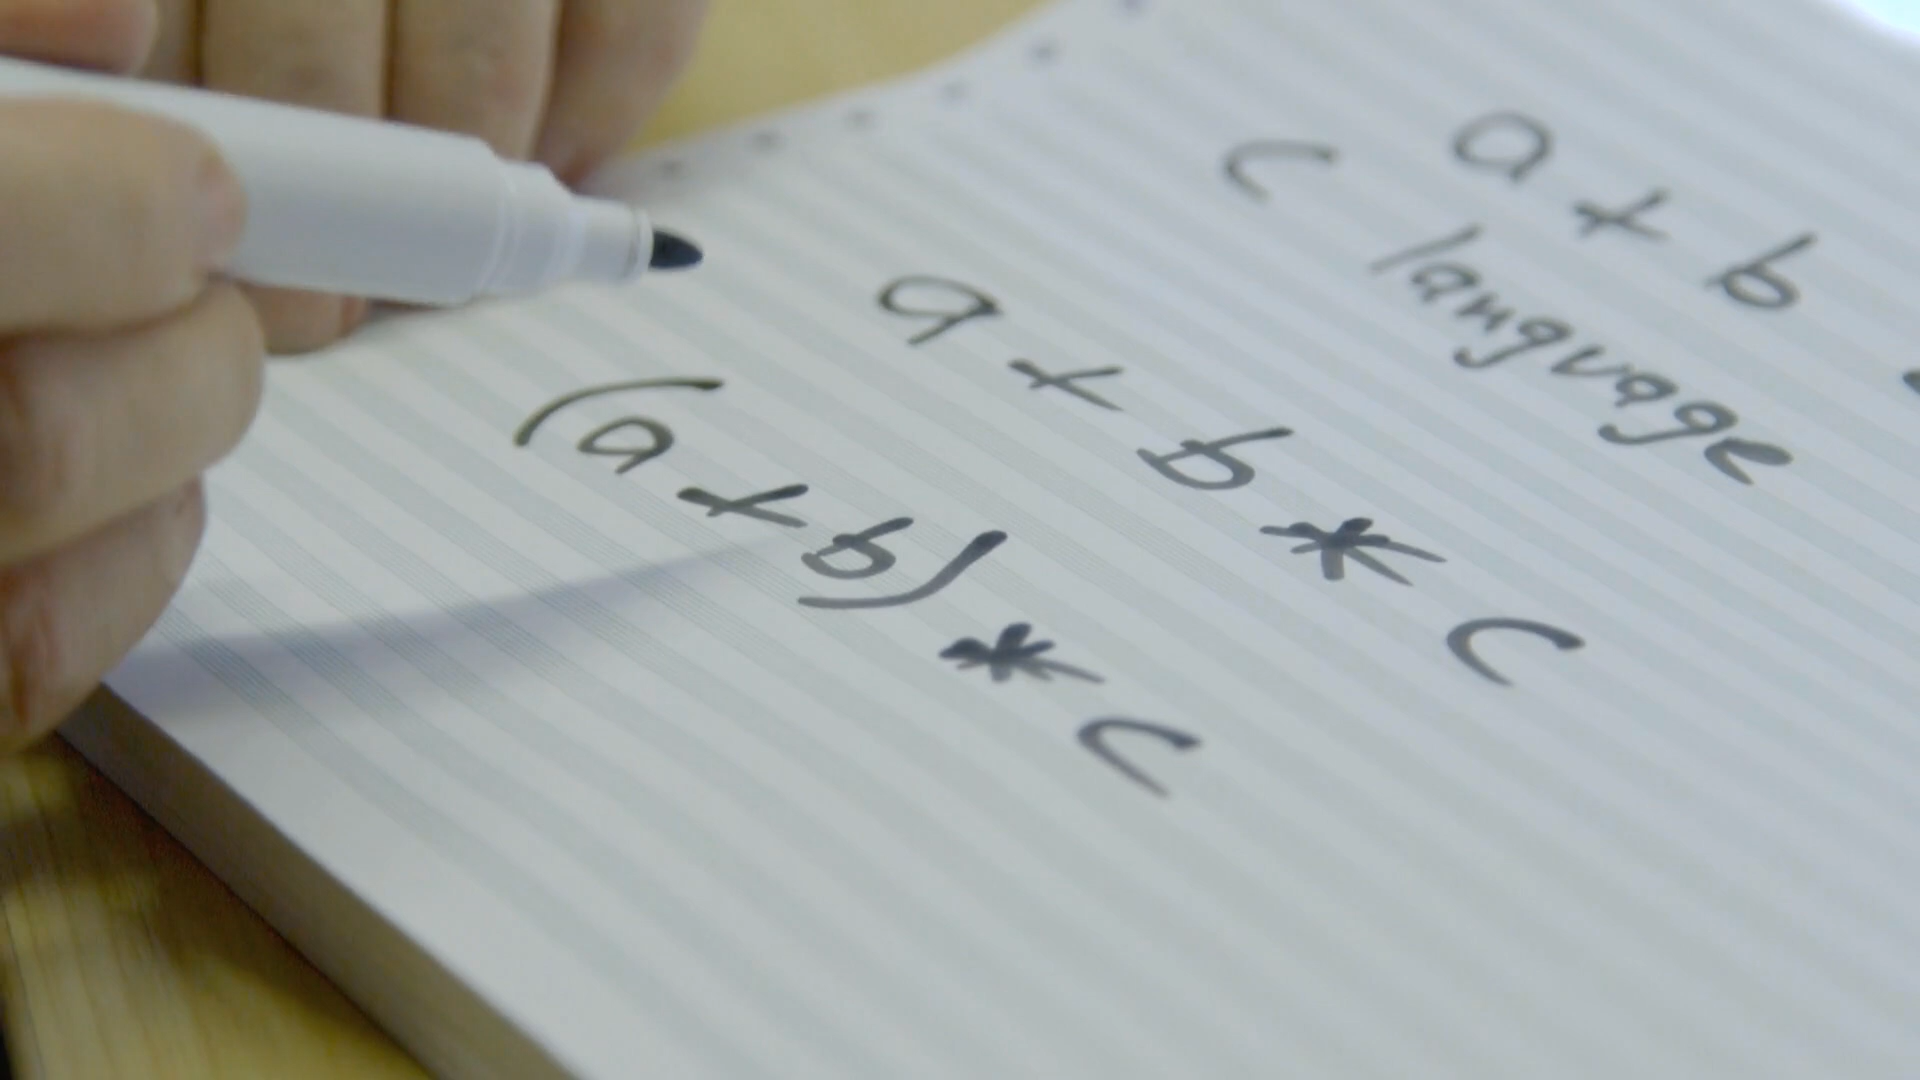 a + b
C language
a + b * c
(a + b) * c